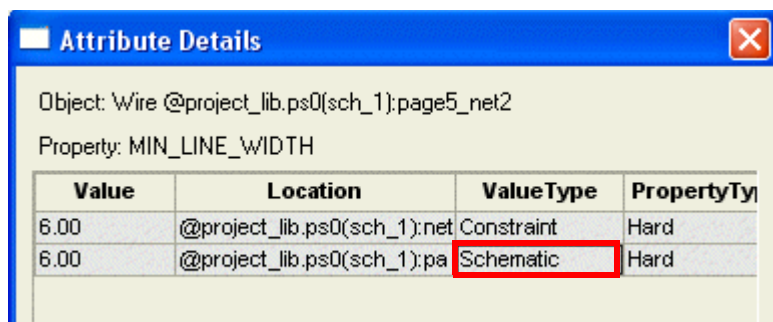 Attribute Details
Object: Wire @project_lib.ps0(sch_1):page5_net2
Property: MIN_LINE_WIDTH
Value Location ValueType PropertyTy
6.00 @project_lib.ps0(sch_1):net Constraint Hard
6.00 @project_lib.ps0(sch_1):pa Schematic Hard